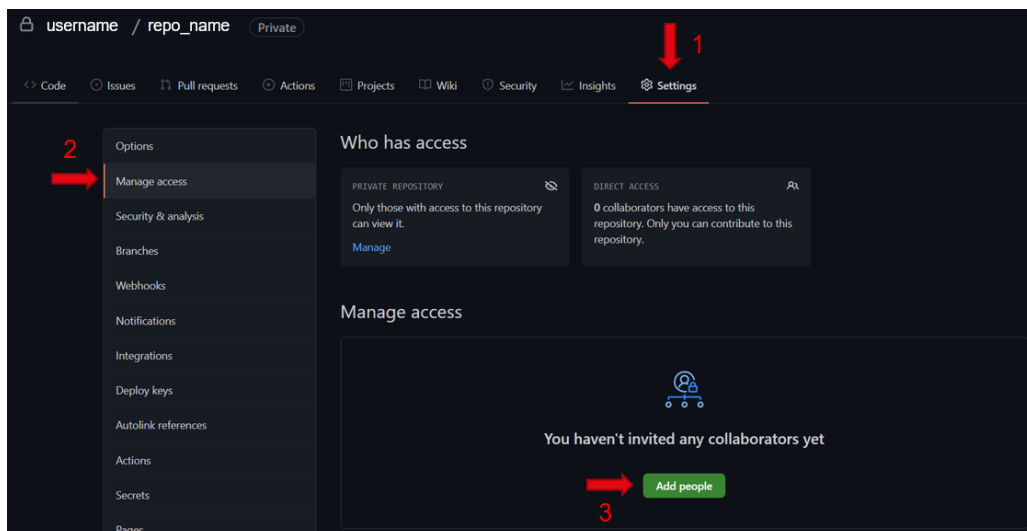 username / repo_name Private
1
Code Issues Pull requests Actions Projects Wiki Security Insights Settings
2
Options
Manage access
Security & analysis
Branches
Webhooks
Notifications
Integrations
Deploy keys
Autolink references
Actions
Secrets
Pages
Who has access
PRIVATE REPOSITORY
Only those with access to this repository
can view it.
Manage
DIRECT ACCESS
0 collaborators have access to this
repository. Only you can contribute to this
repository.
Manage access
You haven't invited any collaborators yet
Add people
3